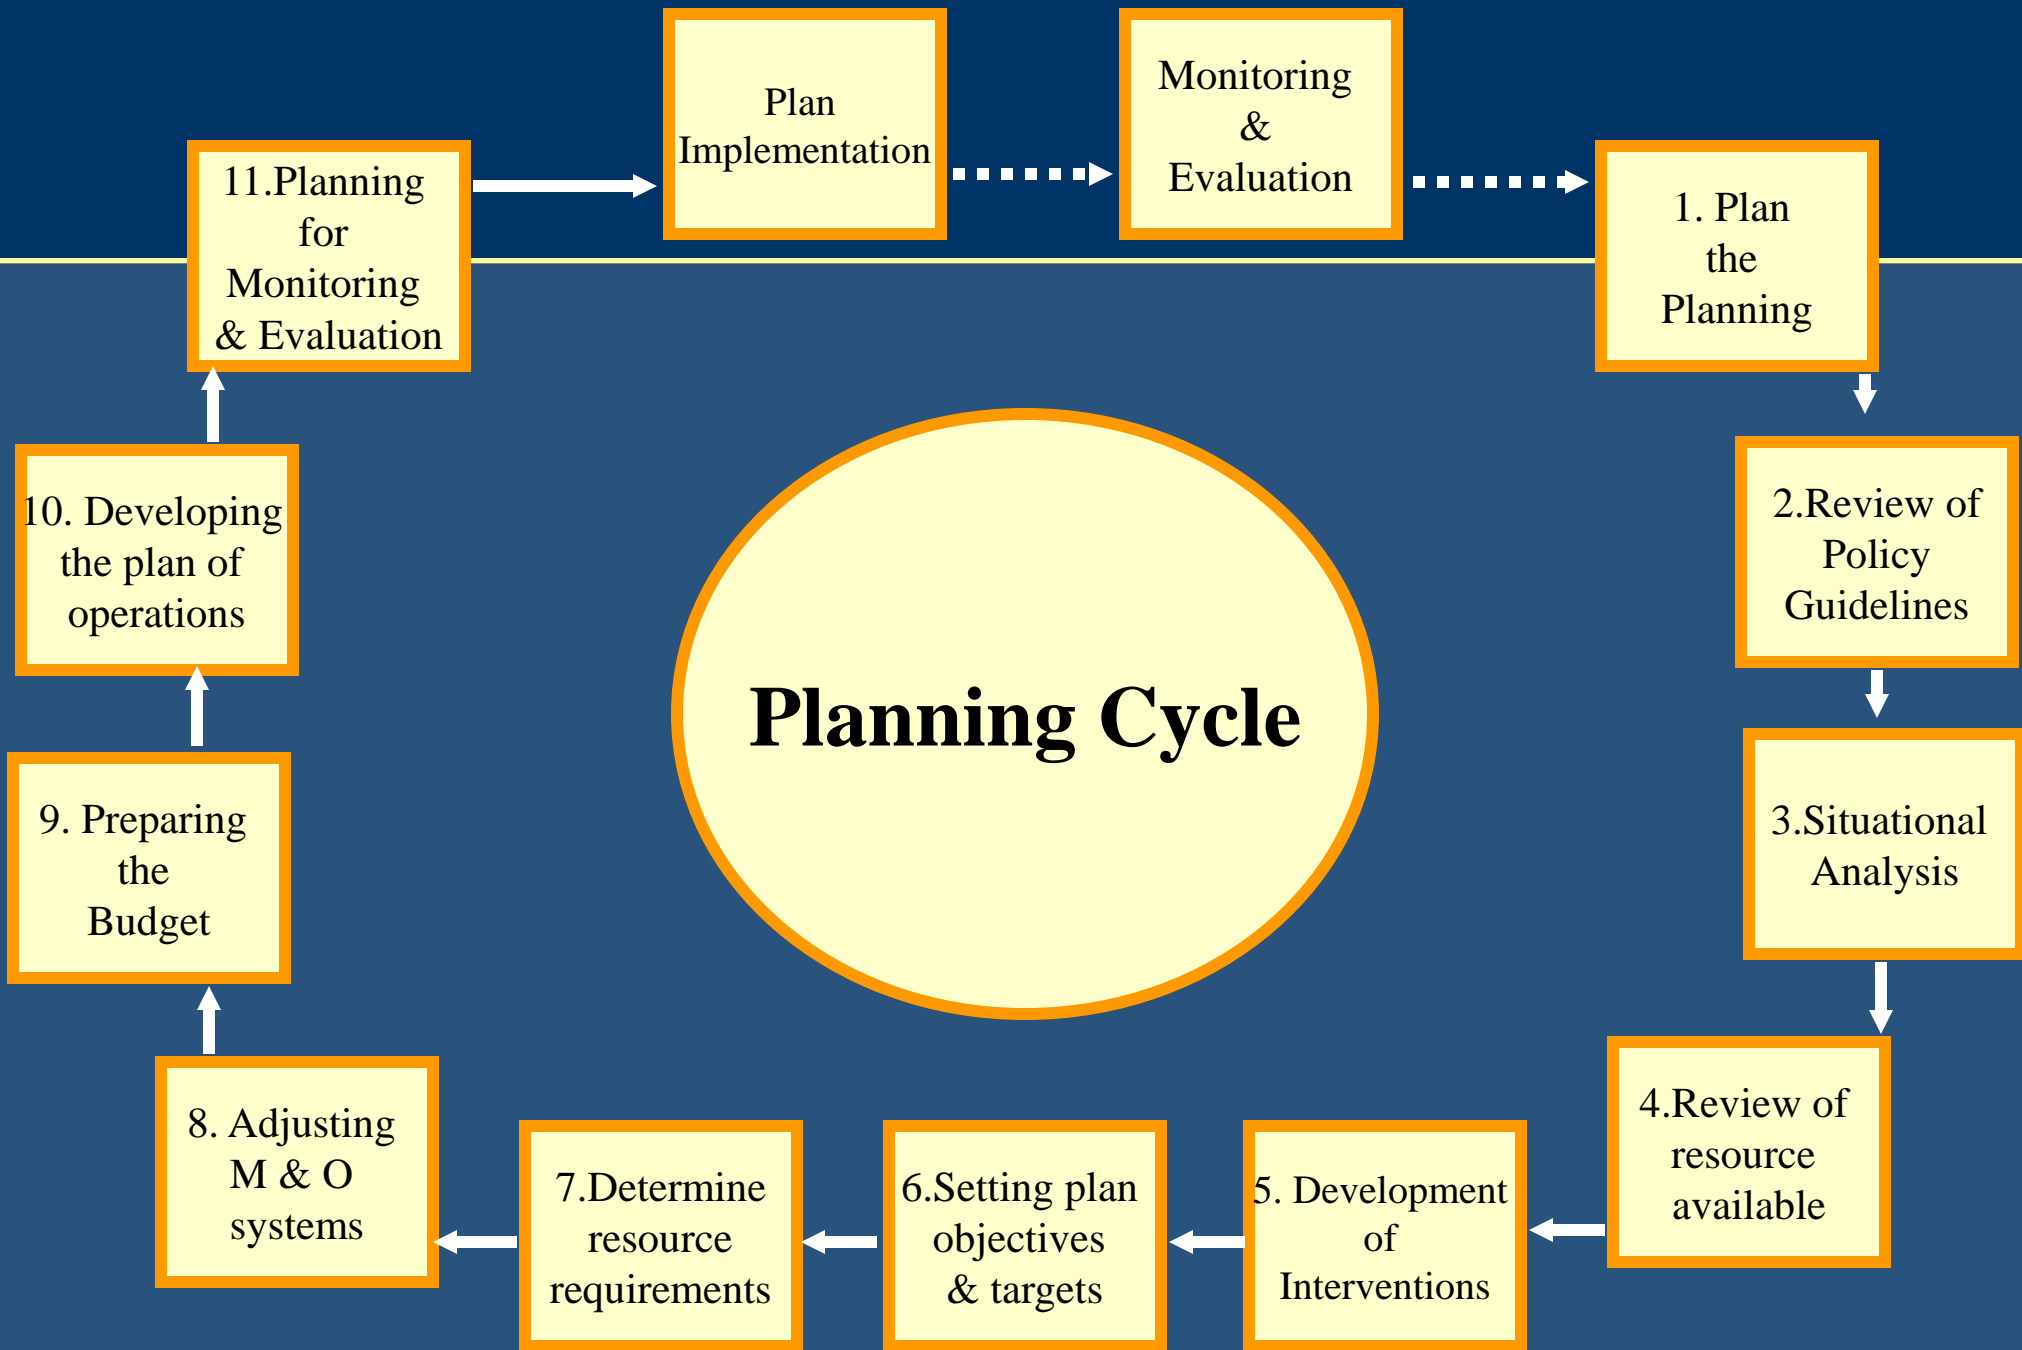 Plan
Implementation
Monitoring
&
Evaluation
1. Plan
the
Planning
2.Review of
Policy
Guidelines
3.Situational
Analysis
4.Review of
resource
available
5. Development
of
Interventions
6.Setting plan
objectives
& targets
7.Determine
resource
requirements
8. Adjusting
M & O
systems
9. Preparing
the
Budget
10. Developing
the plan of
operations
11.Planning
for
Monitoring
& Evaluation
Planning Cycle